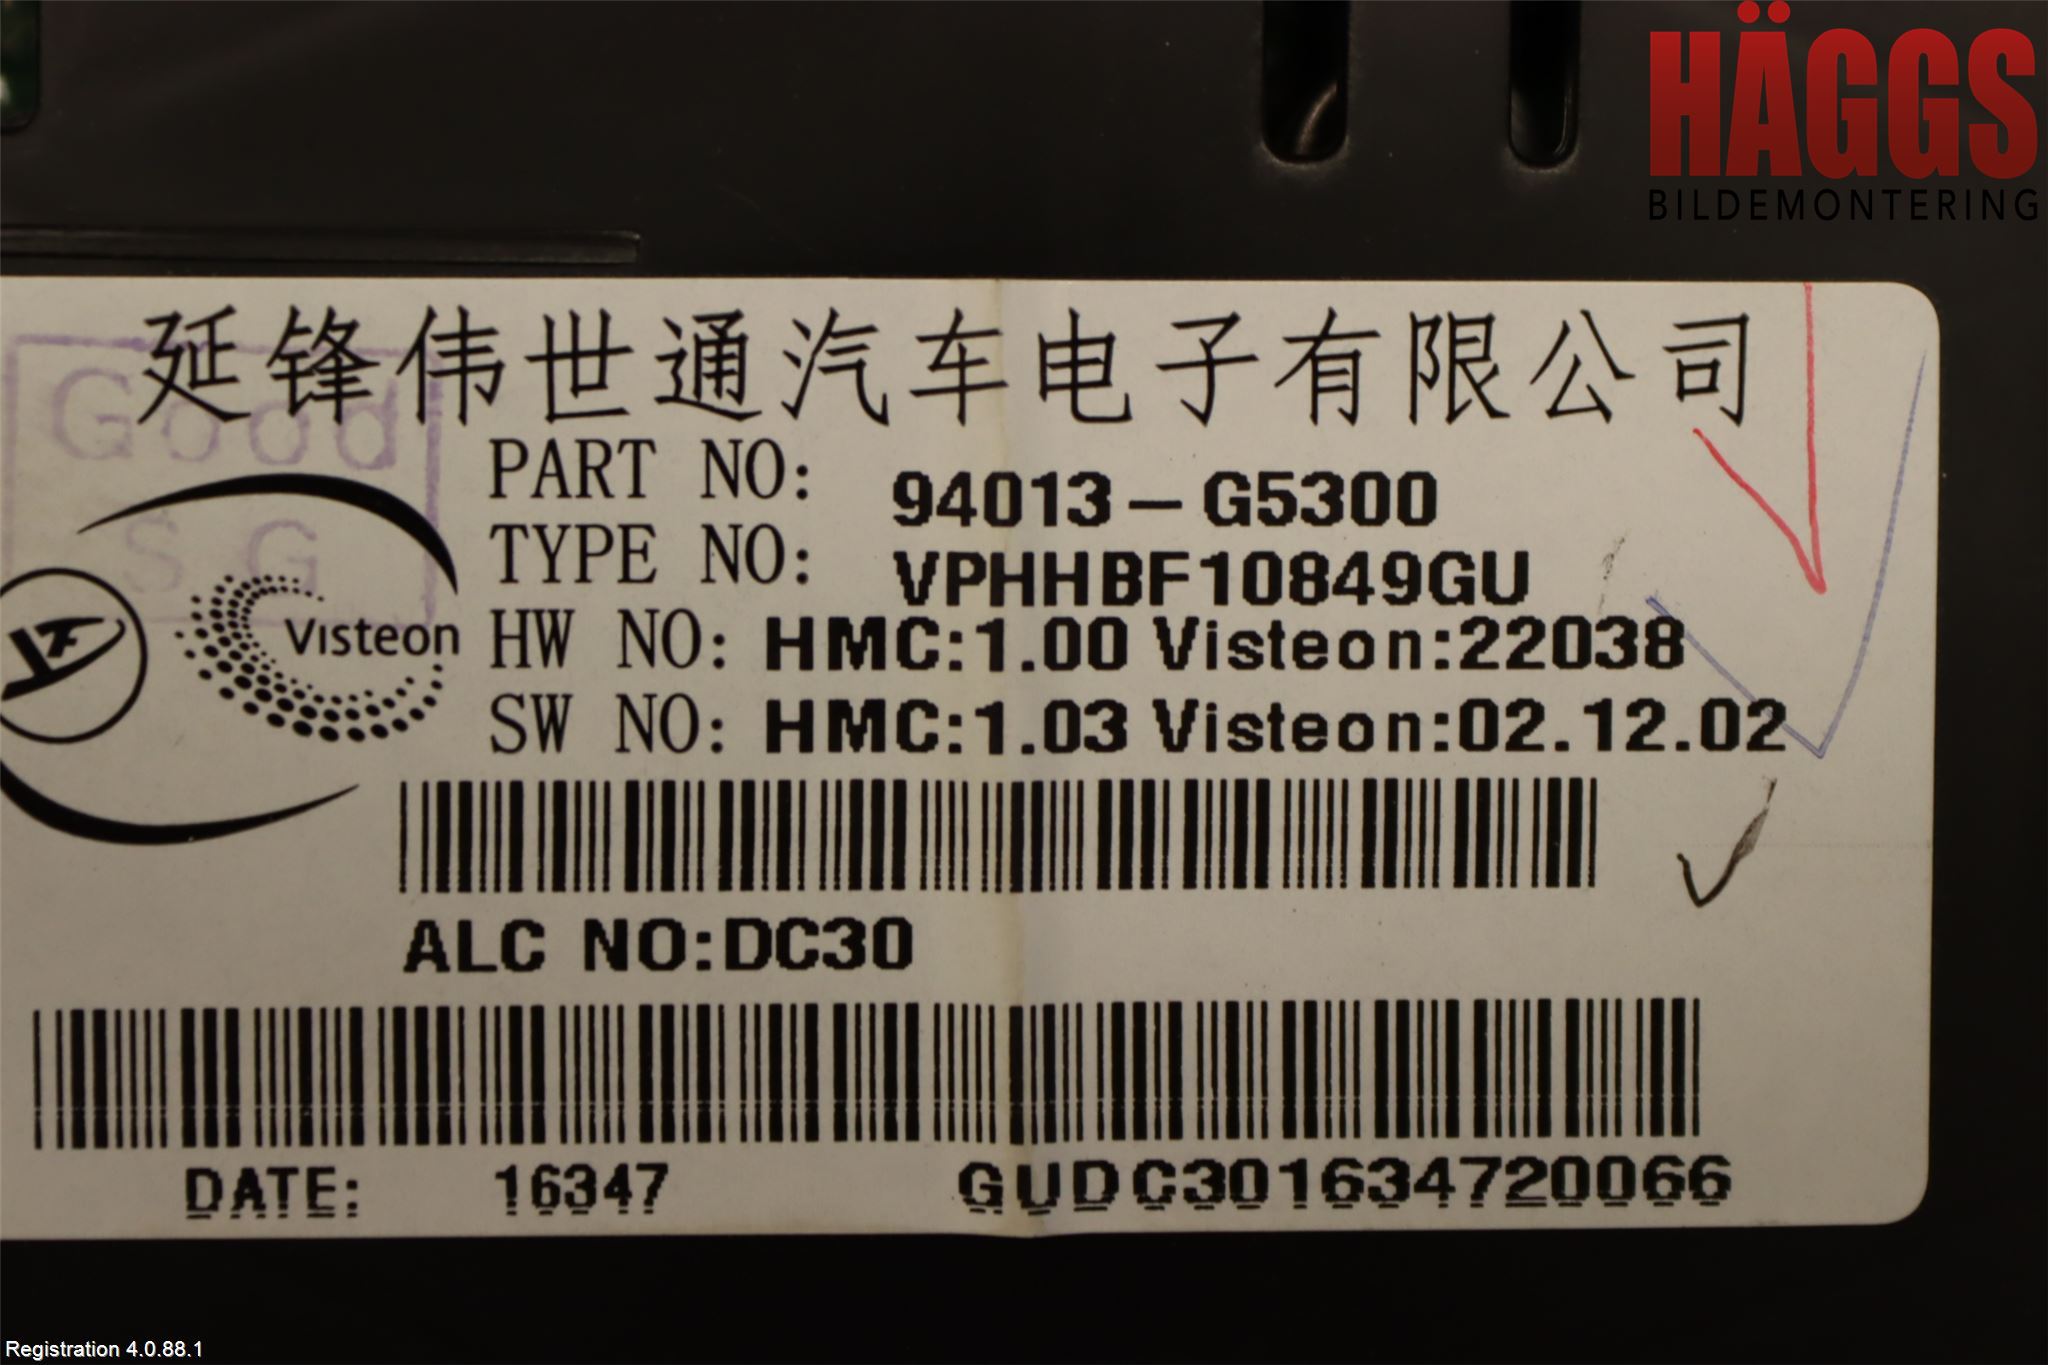 HÄGGS
BILDEMONTERING
延锋伟世通汽车电子有限公司
Good
SG
Visteon
PART NO: 94013-G5300
TYPE NO: VPHHBF10849GU
HW NO: HMC:1.00 Visteon:22038
SW NO: HMC:1.03 Visteon:02.12.02
ALC NO:DC30
DATE: 16347 GUDC301634720066
Registration 4.0.88.1